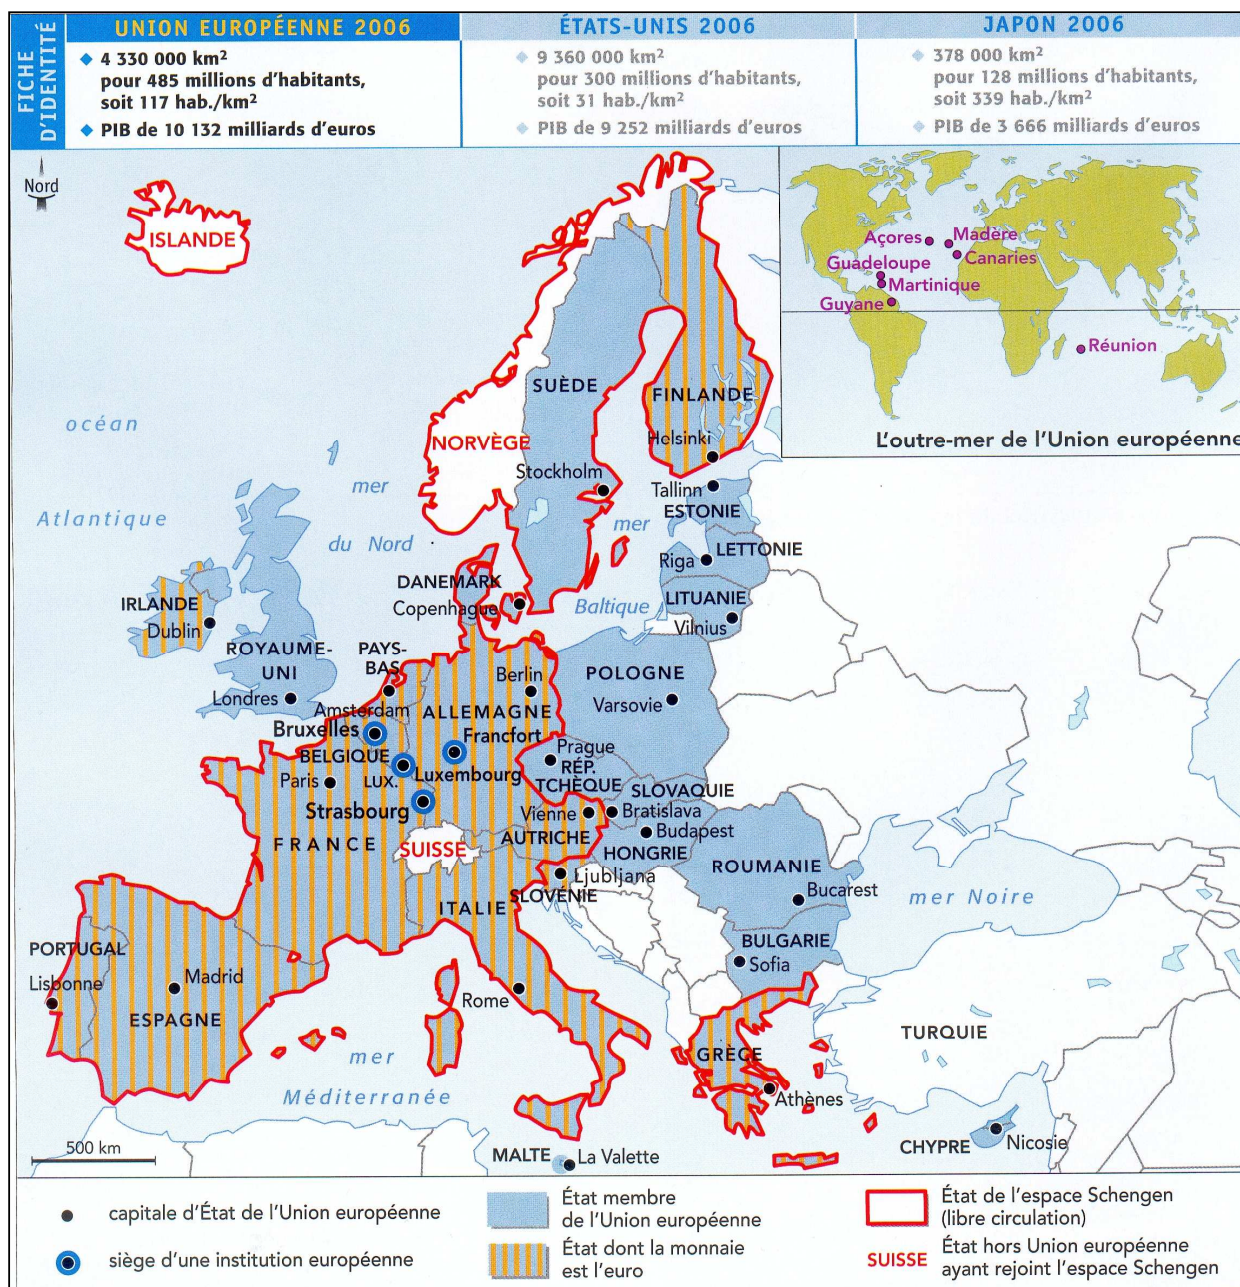 FICHE
D'IDENTITÉ
UNION EUROPÉENNE 2006
4 330 000 km²
pour 485 millions d'habitants,
soit 117 hab./km²
PIB de 10 132 milliards d'euros
ÉTATS-UNIS 2006
9 360 000 km²
pour 300 millions d'habitants,
soit 31 hab./km²
PIB de 9 252 milliards d'euros
JAPON 2006
378 000 km²
pour 128 millions d'habitants,
soit 339 hab./km²
PIB de 3 666 milliards d'euros
Nord
ISLANDE
Açores
Madère
Canaries
Guadeloupe
Martinique
Guyane
Réunion
L'outre-mer de l'Union européenne
océan
Atlantique
mer
du Nord
SUÈDE
FINLANDE
NORVÈGE
Helsinki
Stockholm
Tallinn
ESTONIE
mer
Baltique
LETTONIE
Riga
DANEMARK
Copenhague
LITUANIE
Vilnius
IRLANDE
Dublin
ROYAUME-
UNI
Londres
PAYS-
BAS
Amsterdam
Berlin
ALLEMAGNE
POLOGNE
Varsovie
Bruxelles
BELGIQUE
Francfort
Prague
RÉP.
TCHÈQUE
Paris
LUX.
Luxembourg
SLOVAQUIE
Strasbourg
Vienne
Bratislava
Budapest
FRANCE
SUISSE
AUTRICHE
HONGRIE
ROUMANIE
Ljubljana
SLOVÉNIE
Bucarest
ITALIE
mer Noire
PORTUGAL
Lisbonne
Madrid
ESPAGNE
Rome
BULGARIE
Sofia
TURQUIE
GRÈCE
Athènes
mer
Méditerranée
CHYPRE
Nicosie
MALTE
La Valette
500 km
capitale d'État de l'Union européenne
siège d'une institution européenne
État membre
de l'Union européenne
État dont la monnaie
est l'euro
État de l'espace Schengen
(libre circulation)
SUISSE
État hors Union européenne
ayant rejoint l'espace Schengen